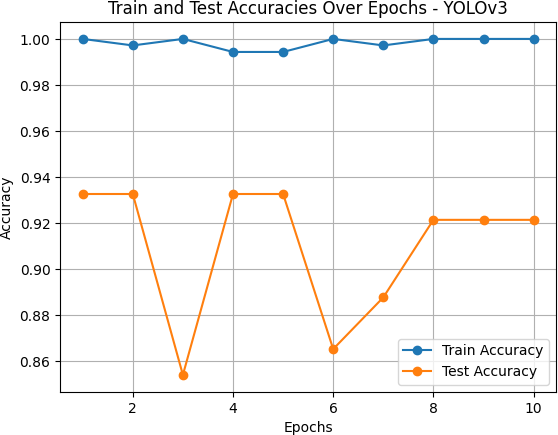 Train and Test Accuracies Over Epochs - YOLOv3
1.00
0.98
0.96
0.94
0.92
0.90
0.88
0.86
Accuracy
Train Accuracy
Test Accuracy
2 4 6 8 10
Epochs